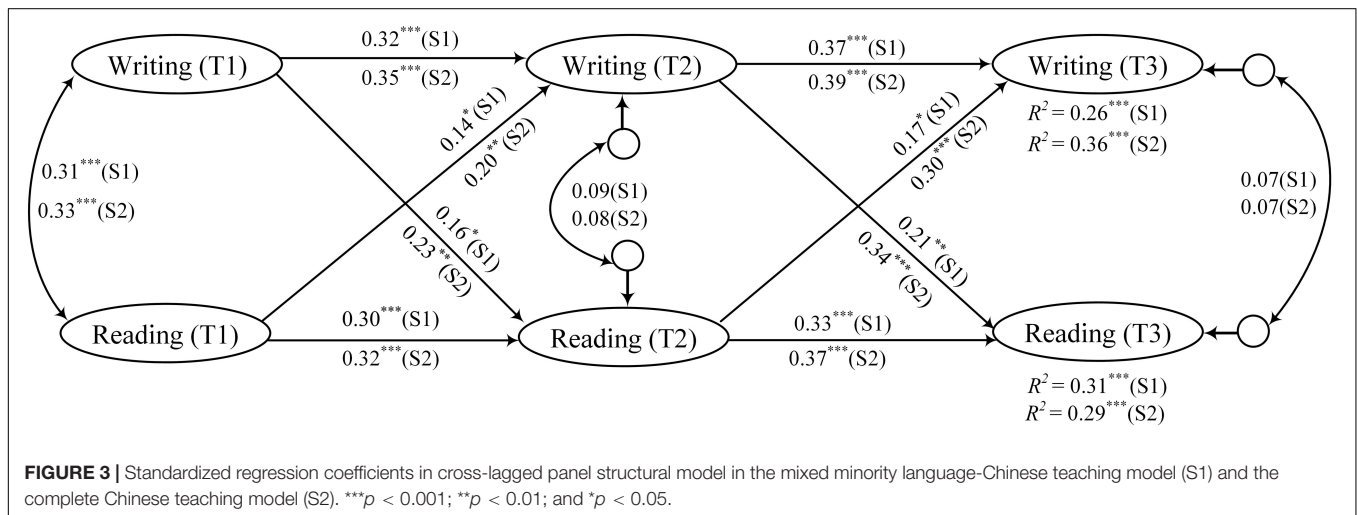 Writing (T1)
0.32***(S1)
0.35***(S2)
Writing (T2)
0.37***(S1)
0.39***(S2)
Writing (T3)
R² = 0.26***(S1)
R² = 0.36***(S2)
0.31***(S1)
0.33***(S2)
0.14*(S1)
0.20**(S2)
0.16*(S1)
0.23**(S2)
0.09(S1)
0.08(S2)
0.17*(S1)
0.30***(S2)
0.21**(S1)
0.34***(S2)
0.07(S1)
0.07(S2)
Reading (T1)
0.30***(S1)
0.32***(S2)
Reading (T2)
0.33***(S1)
0.37***(S2)
Reading (T3)
R² = 0.31***(S1)
R² = 0.29***(S2)
FIGURE 3 | Standardized regression coefficients in cross-lagged panel structural model in the mixed minority language-Chinese teaching model (S1) and the
complete Chinese teaching model (S2). ***p < 0.001; **p < 0.01; and *p < 0.05.